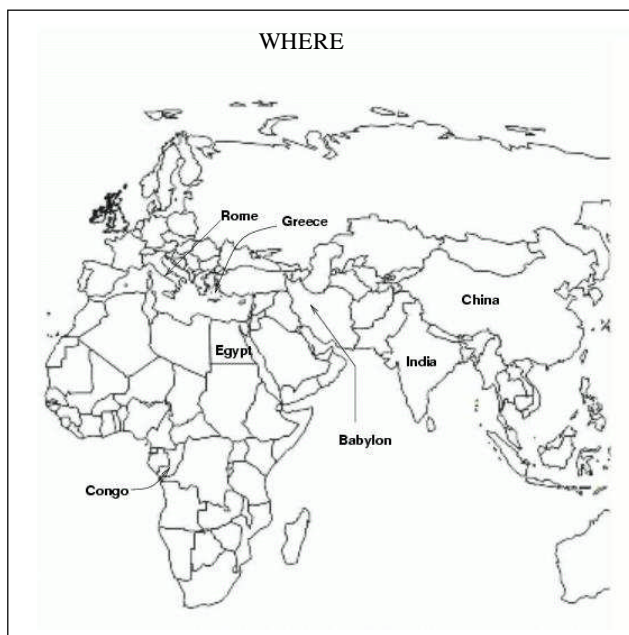 WHERE
Rome
Greece
China
Egypt
India
Babylon
Congo